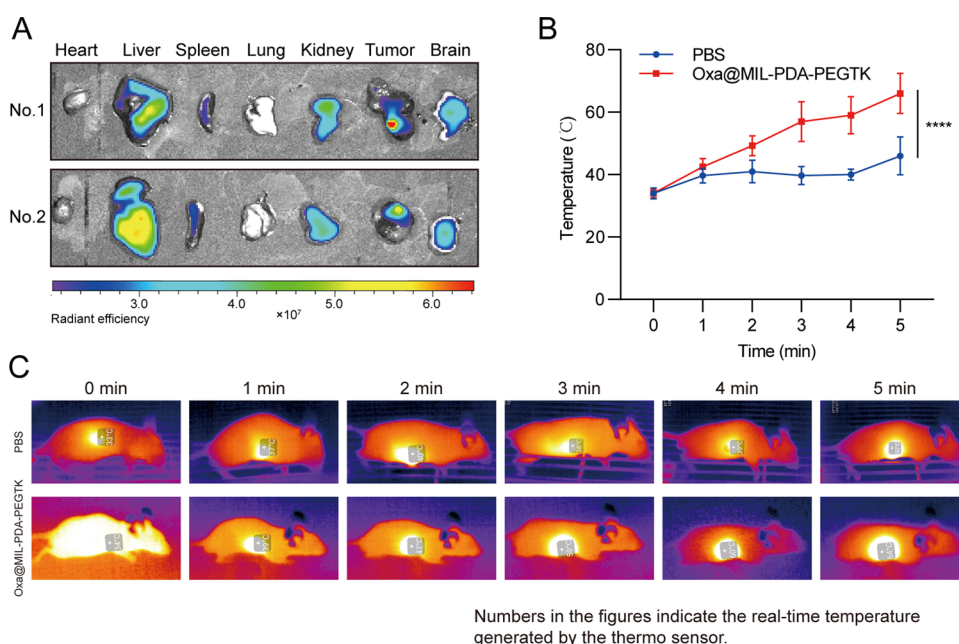 A
Heart Liver Spleen Lung Kidney Tumor Brain
No.1
No.2
3.0 4.0 5.0 6.0
Radiant efficiency ×10⁷
B
PBS
Oxa@MIL-PDA-PEGTK
80
60
40
20
0
Temperature (℃)
****
0 1 2 3 4 5
Time (min)
C
0 min 1 min 2 min 3 min 4 min 5 min
PBS
33°C
Oxa@MIL-PDA-PEGTK
Numbers in the figures indicate the real-time temperature
generated by the thermo sensor.